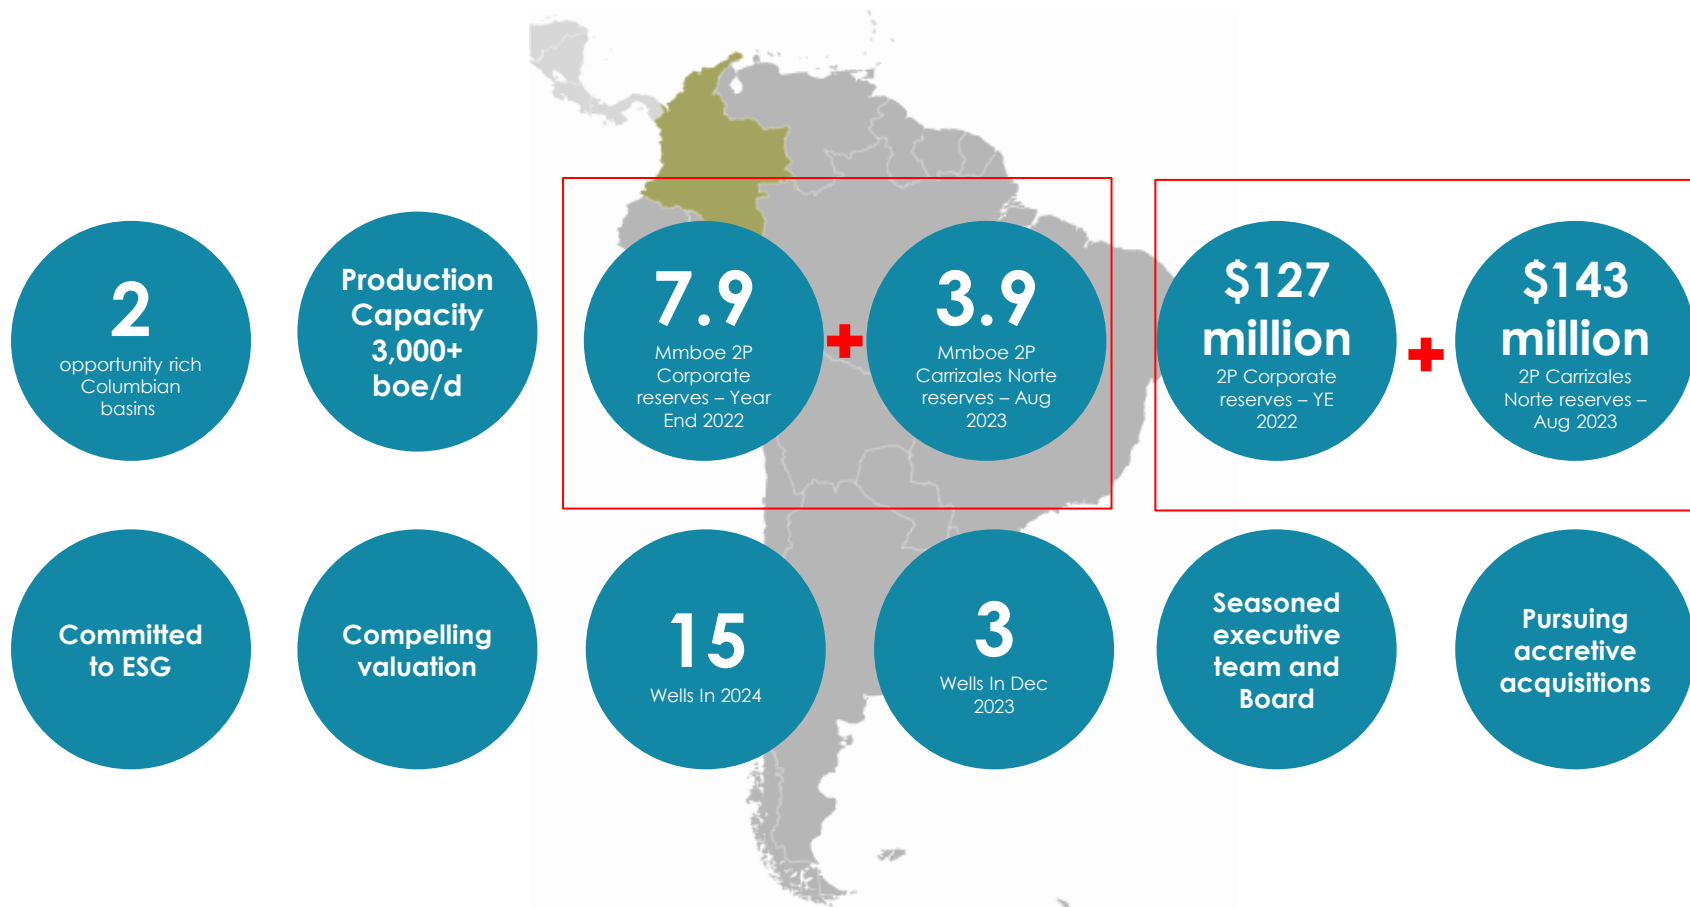 2
opportunity rich
Columbian
basins
Production
Capacity
3,000+
boe/d
7.9
Mmboe 2P
Corporate
reserves – Year
End 2022
3.9
Mmboe 2P
Carrizales Norte
reserves – Aug
2023
$127
million
2P Corporate
reserves – YE
2022
$143
million
2P Carrizales
Norte reserves –
Aug 2023
Committed
to ESG
Compelling
valuation
15
Wells In 2024
3
Wells In Dec
2023
Seasoned
executive
team and
Board
Pursuing
accretive
acquisitions